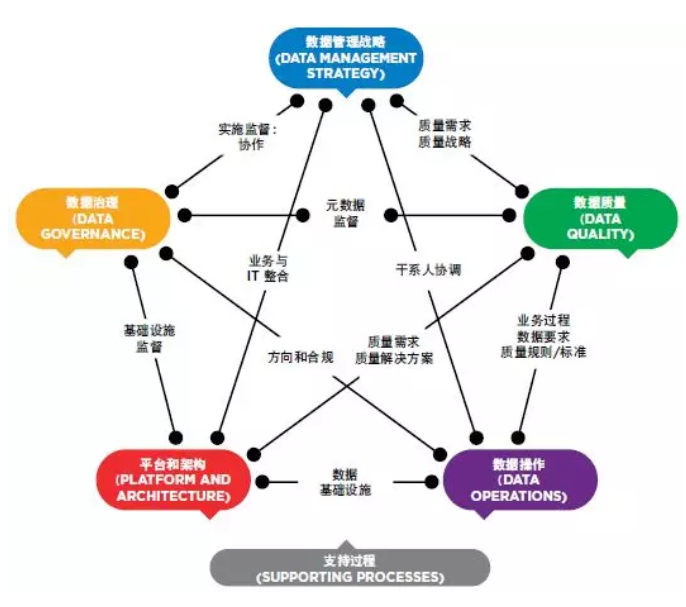 数据管理战略
(DATA MANAGEMENT
STRATEGY)
实施监督：
协作
质量需求
质量战略
数据治理
(DATA
GOVERNANCE)
元数据
监督
数据质量
(DATA
QUALITY)
业务与
IT 整合
干系人协调
基础设施
监督
方向和合规
质量需求
质量解决方案
业务过程
数据要求
质量规则/标准
平台和架构
(PLATFORM AND
ARCHITECTURE)
数据
基础设施
数据操作
(DATA
OPERATIONS)
支持过程
(SUPPORTING PROCESSES)